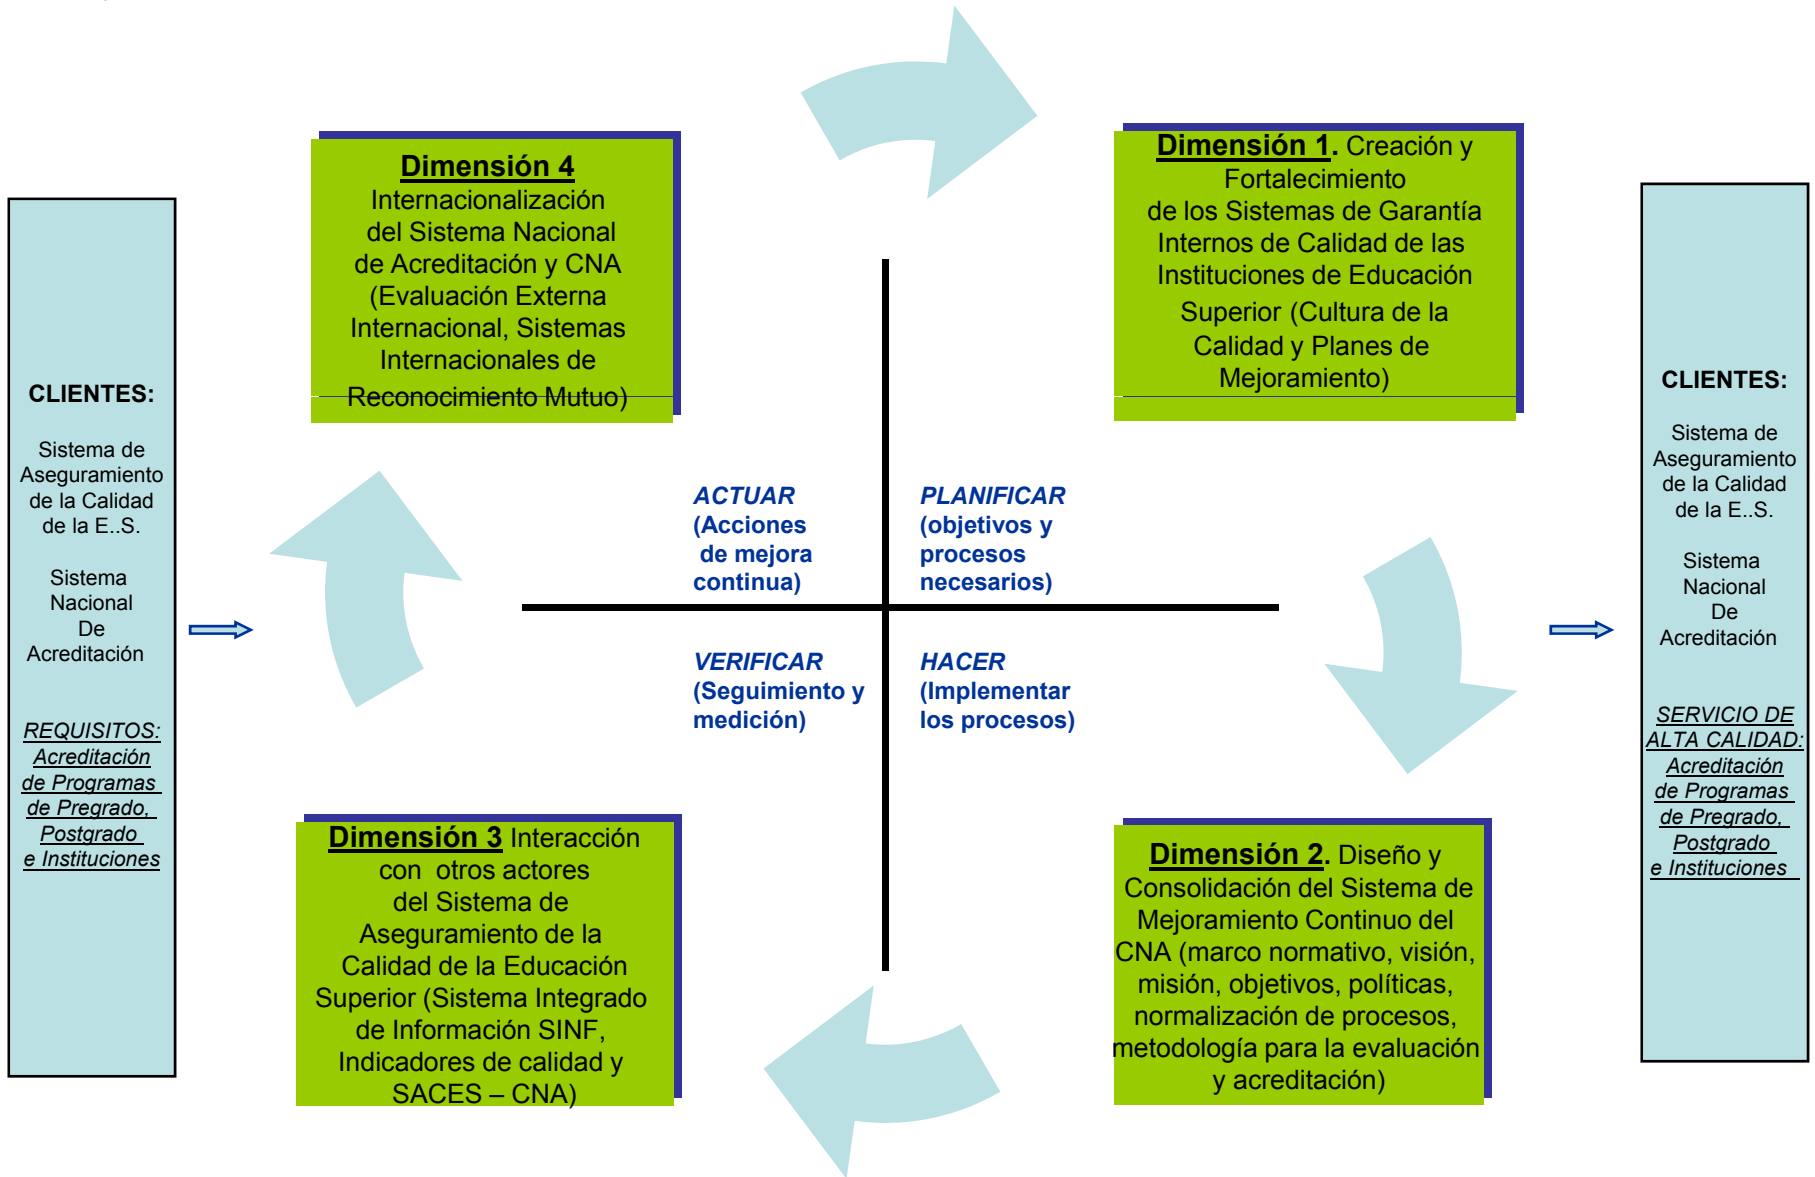 CLIENTES:
Sistema de
Aseguramiento
de la Calidad
de la E..S.
Sistema
Nacional
De
Acreditación
REQUISITOS:
Acreditación
de Programas
de Pregrado,
Postgrado
e Instituciones
Dimensión 4
Internacionalización
del Sistema Nacional
de Acreditación y CNA
(Evaluación Externa
Internacional, Sistemas
Internacionales de
Reconocimiento Mutuo)
Dimensión 1. Creación y
Fortalecimiento
de los Sistemas de Garantía
Internos de Calidad de las
Instituciones de Educación
Superior (Cultura de la
Calidad y Planes de
Mejoramiento)
ACTUAR
(Acciones
de mejora
continua)
PLANIFICAR
(objetivos y
procesos
necesarios)
VERIFICAR
(Seguimiento y
medición)
HACER
(Implementar
los procesos)
Dimensión 3 Interacción
con otros actores
del Sistema de
Aseguramiento de la
Calidad de la Educación
Superior (Sistema Integrado
de Información SINF,
Indicadores de calidad y
SACES – CNA)
Dimensión 2. Diseño y
Consolidación del Sistema de
Mejoramiento Continuo del
CNA (marco normativo, visión,
misión, objetivos, políticas,
normalización de procesos,
metodología para la evaluación
y acreditación)
CLIENTES:
Sistema de
Aseguramiento
de la Calidad
de la E..S.
Sistema
Nacional
De
Acreditación
SERVICIO DE
ALTA CALIDAD:
Acreditación
de Programas
de Pregrado,
Postgrado
e Instituciones